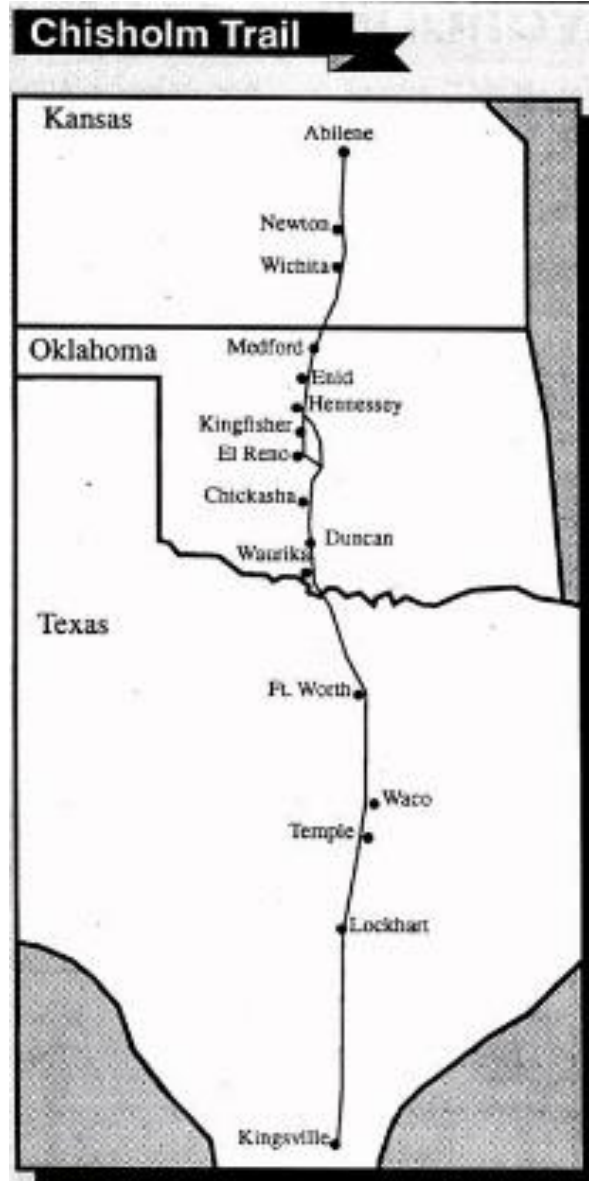 Chisholm Trail
Kansas
Abilene
Newton
Wichita
Oklahoma
Medford
Enid
Hennessey
Kingfisher
El Reno
Chickasha
Duncan
Waurika
Texas
Ft. Worth
Waco
Temple
Lockhart
Kingsville